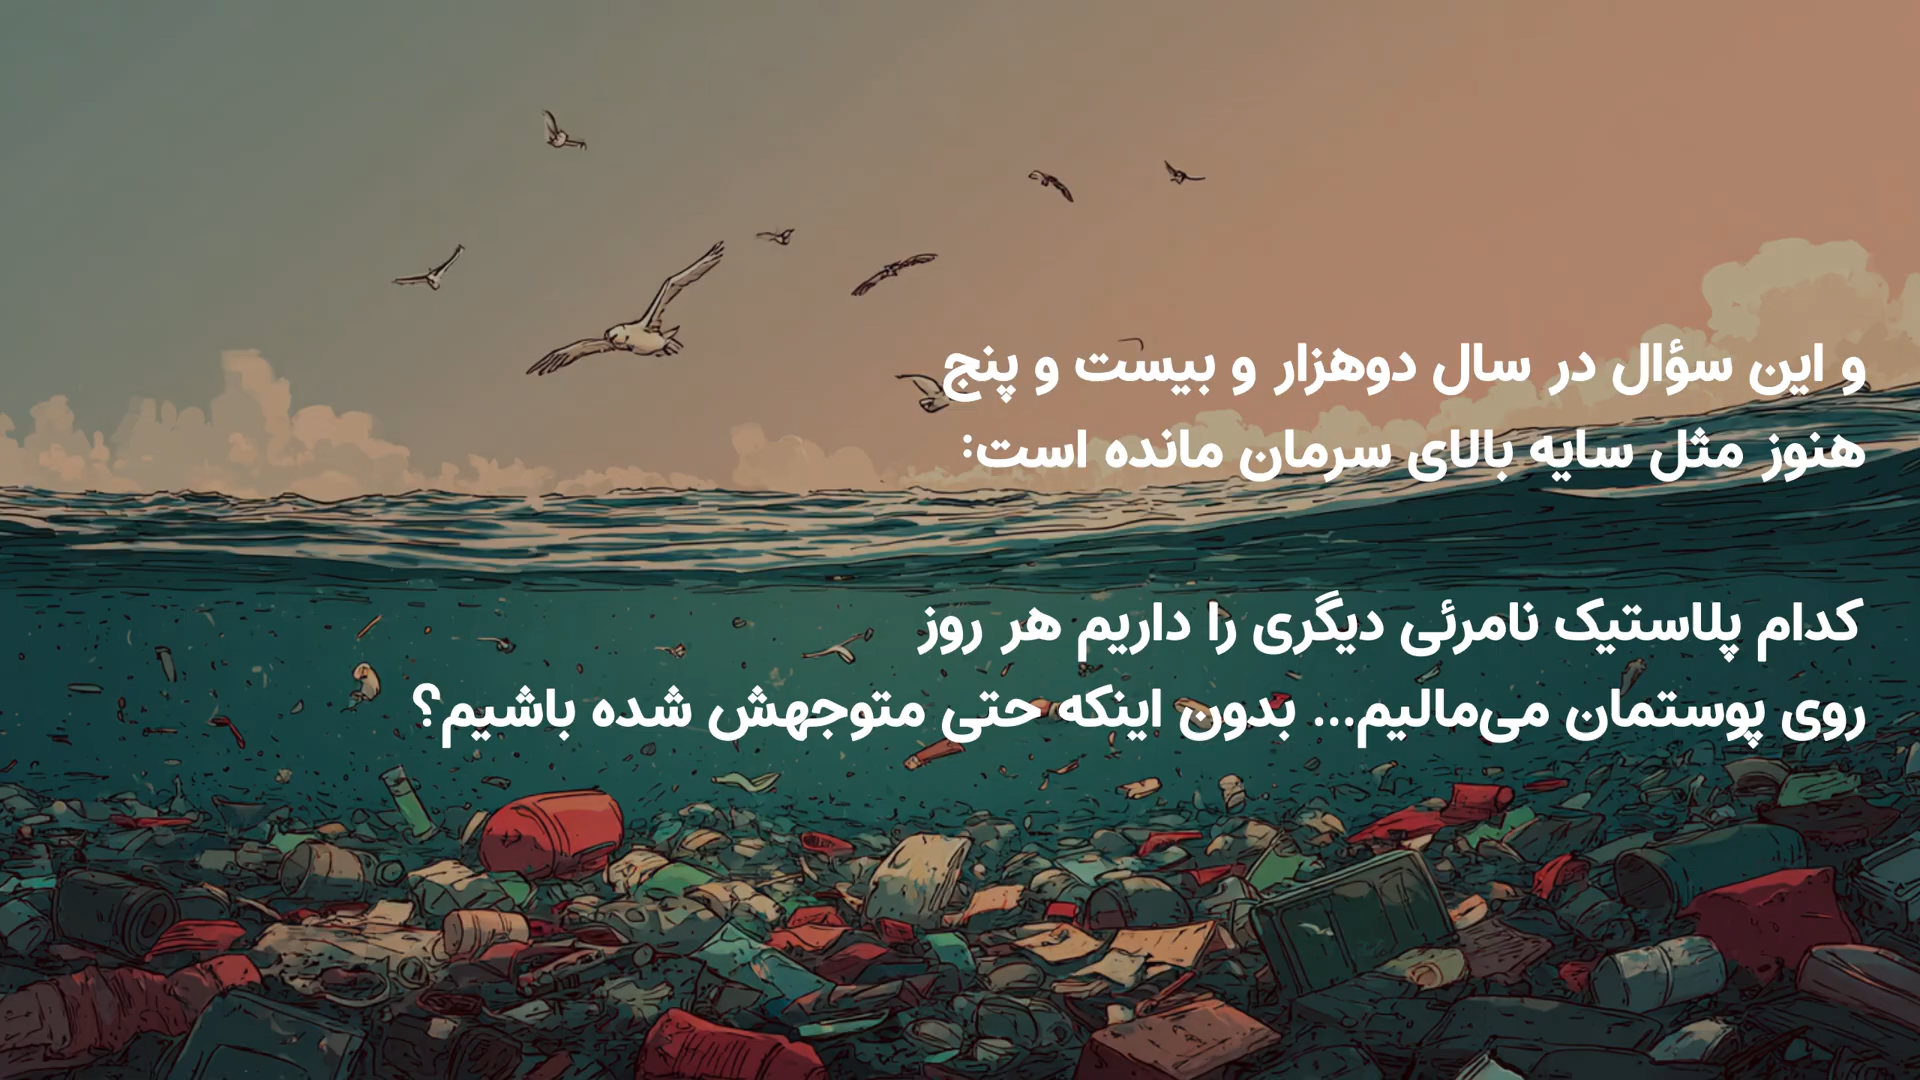 و این سؤال در سال دوهزار و بیست و پنج
هنوز مثل سایه بالای سرمان مانده است:
کدام پلاستیک نامرئی دیگری را داریم هر روز
روی پوستمان می‌مالیم... بدون اینکه حتی متوجهش شده باشیم؟